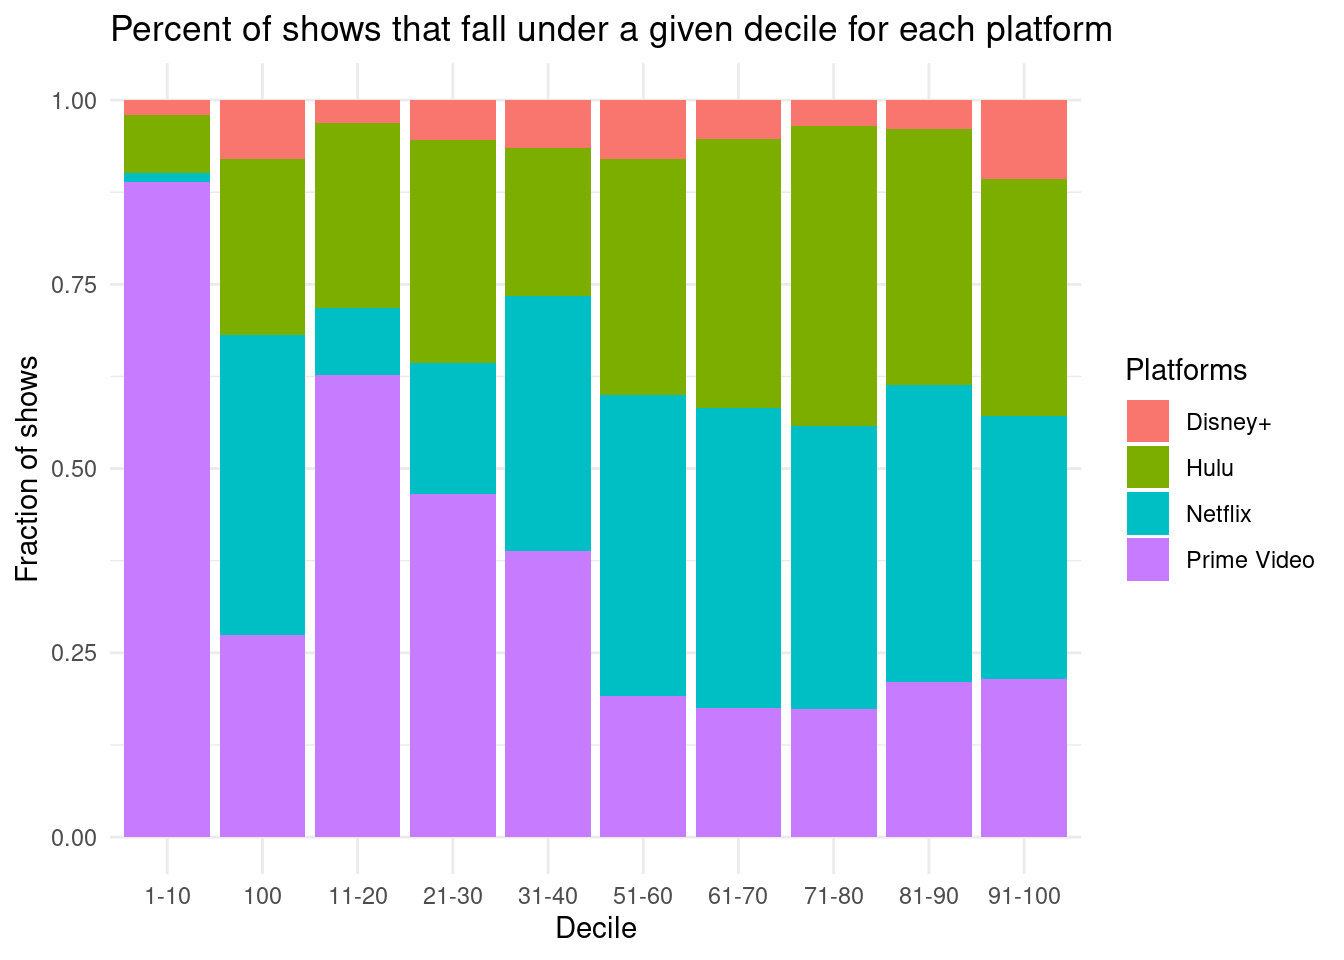 Percent of shows that fall under a given decile for each platform
1.00
0.75
0.50
0.25
0.00
Fraction of shows
1-10 100 11-20 21-30 31-40 51-60 61-70 71-80 81-90 91-100
Decile
Platforms
Disney+
Hulu
Netflix
Prime Video